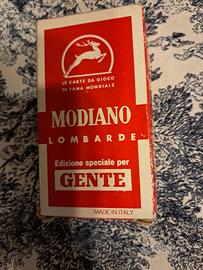 LE CARTE DA GIOCO
DI FAMA MONDIALE
MODIANO
LOMBARDE
Edizione speciale per
GENTE
MADE IN ITALY